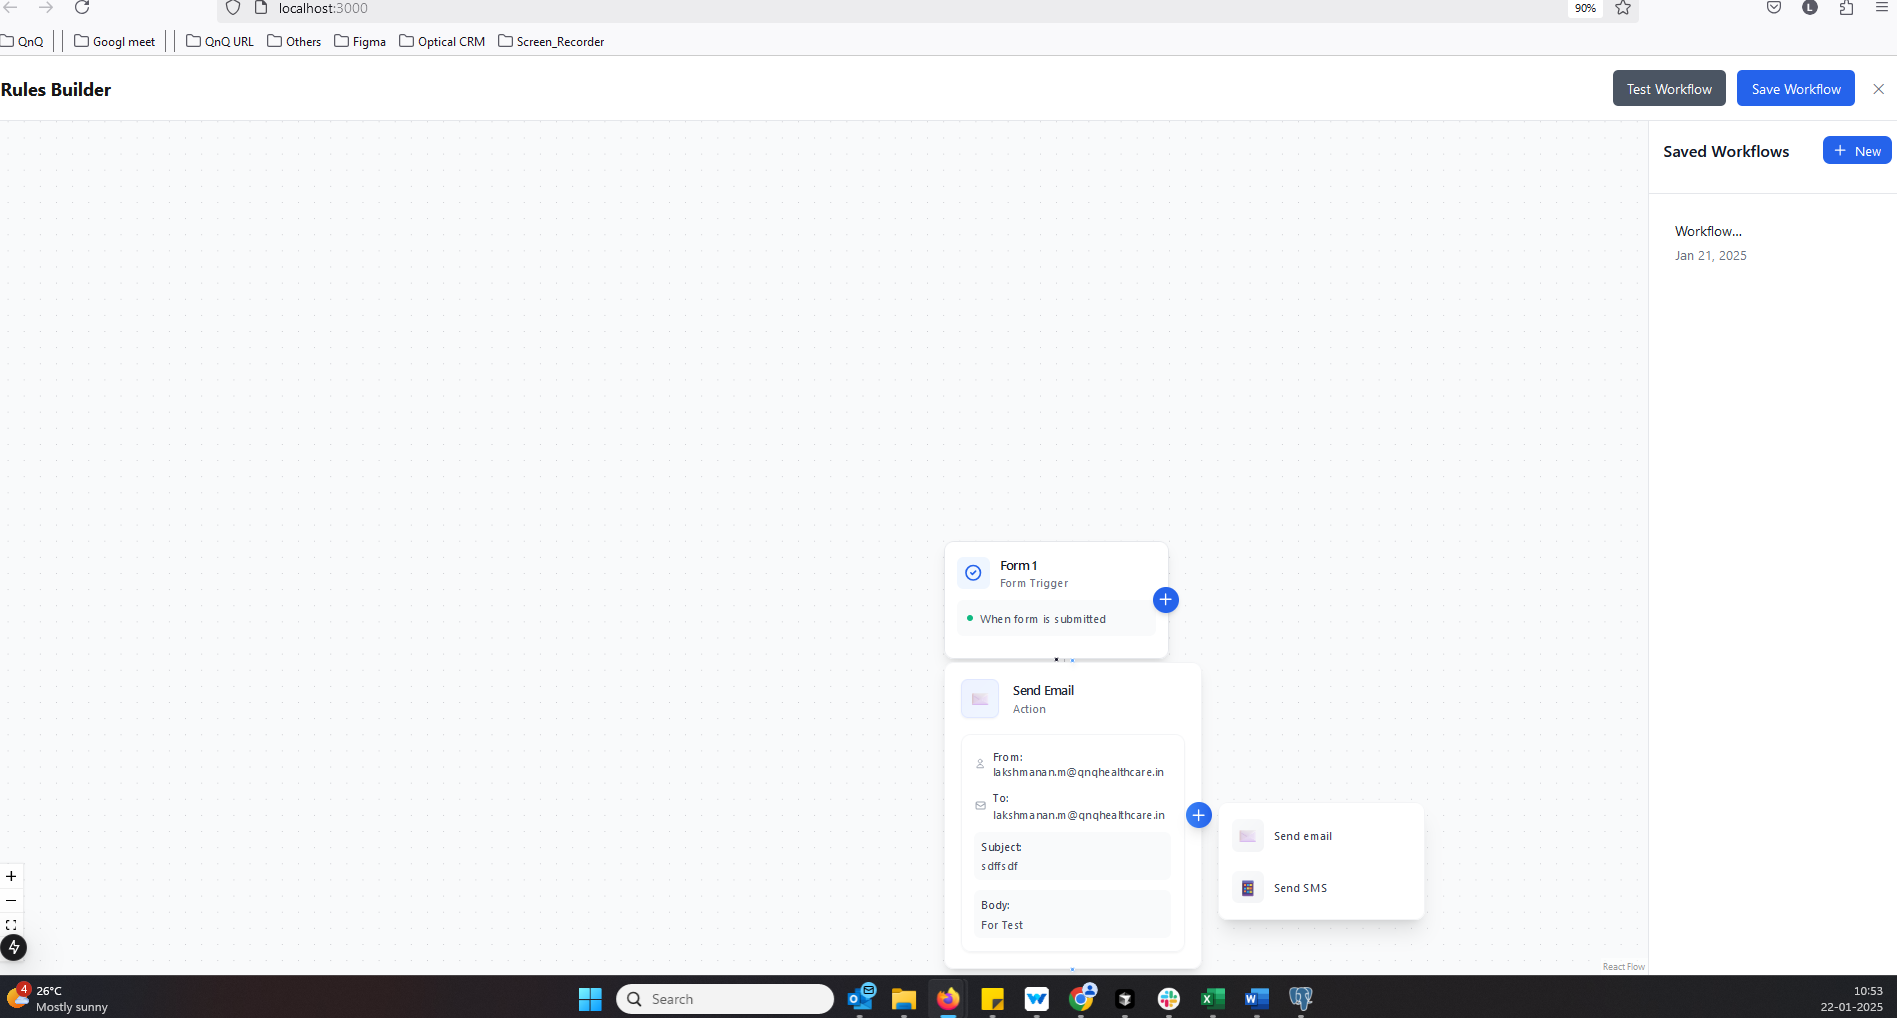 localhost:3000
90%
L
QnQ
Googl meet
QnQ URL
Others
Figma
Optical CRM
Screen_Recorder
Rules Builder
Test Workflow
Save Workflow
Saved Workflows
New
Workflow...
Jan 21, 2025
Form 1
Form Trigger
When form is submitted
Send Email
Action
From:
lakshmanan.m@qnqhealthcare.in
To:
lakshmanan.m@qnqhealthcare.in
Subject:
sdffsdf
Body:
For Test
Send email
Send SMS
React Flow
4
26°C
Mostly sunny
Search
10:53
22-01-2025